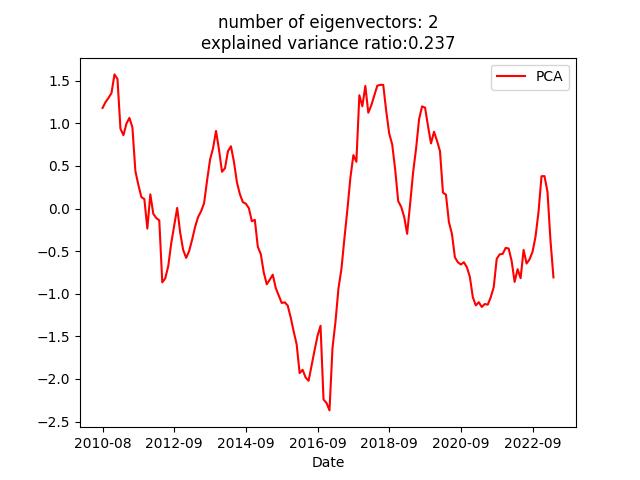 number of eigenvectors: 2
explained variance ratio:0.237
PCA
1.5
1.0
0.5
0.0
−0.5
−1.0
−1.5
−2.0
−2.5
2010-08 2012-09 2014-09 2016-09 2018-09 2020-09 2022-09
Date